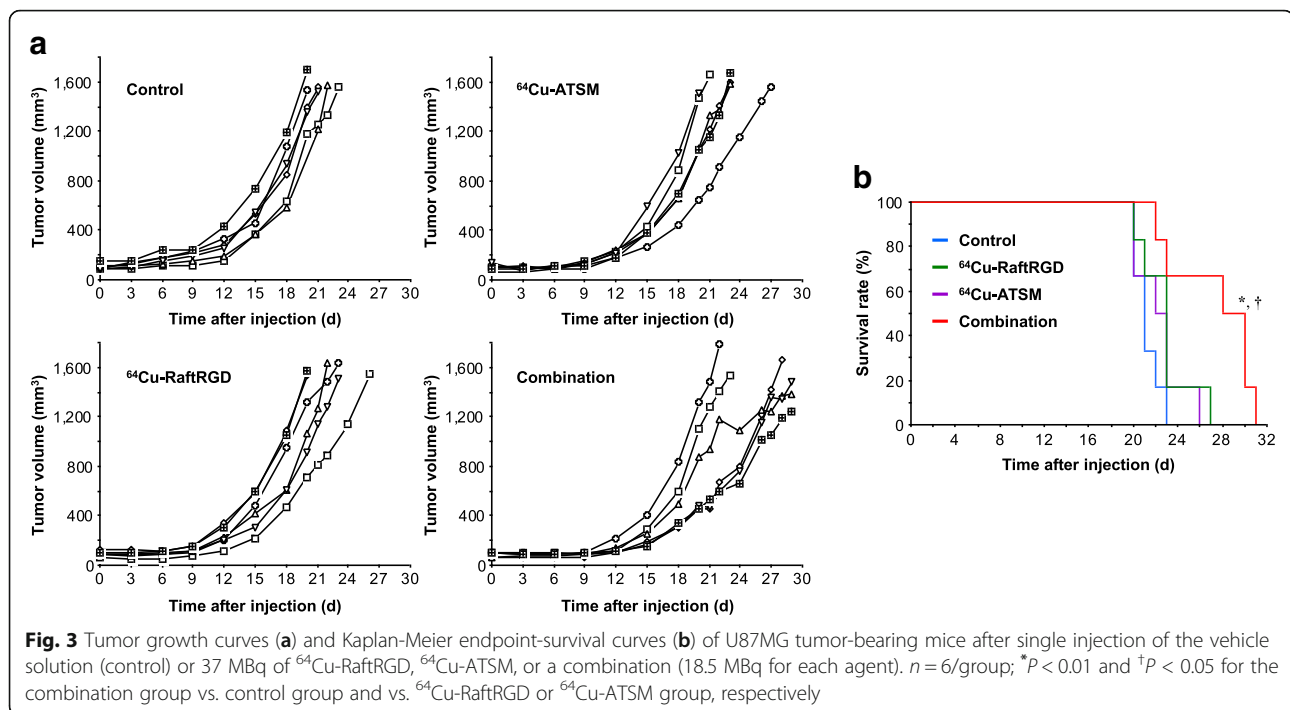 a
Control
Tumor volume (mm³)
1,600
1,200
800
400
0
0 3 6 9 12 15 18 21 24 27 30
Time after injection (d)
⁶⁴Cu-ATSM
Tumor volume (mm³)
1,600
1,200
800
400
0
0 3 6 9 12 15 18 21 24 27 30
Time after injection (d)
⁶⁴Cu-RaftRGD
Tumor volume (mm³)
1,600
1,200
800
400
0
0 3 6 9 12 15 18 21 24 27 30
Time after injection (d)
Combination
Tumor volume (mm³)
1,600
1,200
800
400
0
0 3 6 9 12 15 18 21 24 27 30
Time after injection (d)
b
Survival rate (%)
100
80
60
40
20
0
Control
⁶⁴Cu-RaftRGD
⁶⁴Cu-ATSM
Combination
*, †
0 4 8 12 16 20 24 28 32
Time after injection (d)
Fig. 3 Tumor growth curves (a) and Kaplan-Meier endpoint-survival curves (b) of U87MG tumor-bearing mice after single injection of the vehicle
solution (control) or 37 MBq of ⁶⁴Cu-RaftRGD, ⁶⁴Cu-ATSM, or a combination (18.5 MBq for each agent). n = 6/group; *P < 0.01 and †P < 0.05 for the
combination group vs. control group and vs. ⁶⁴Cu-RaftRGD or ⁶⁴Cu-ATSM group, respectively